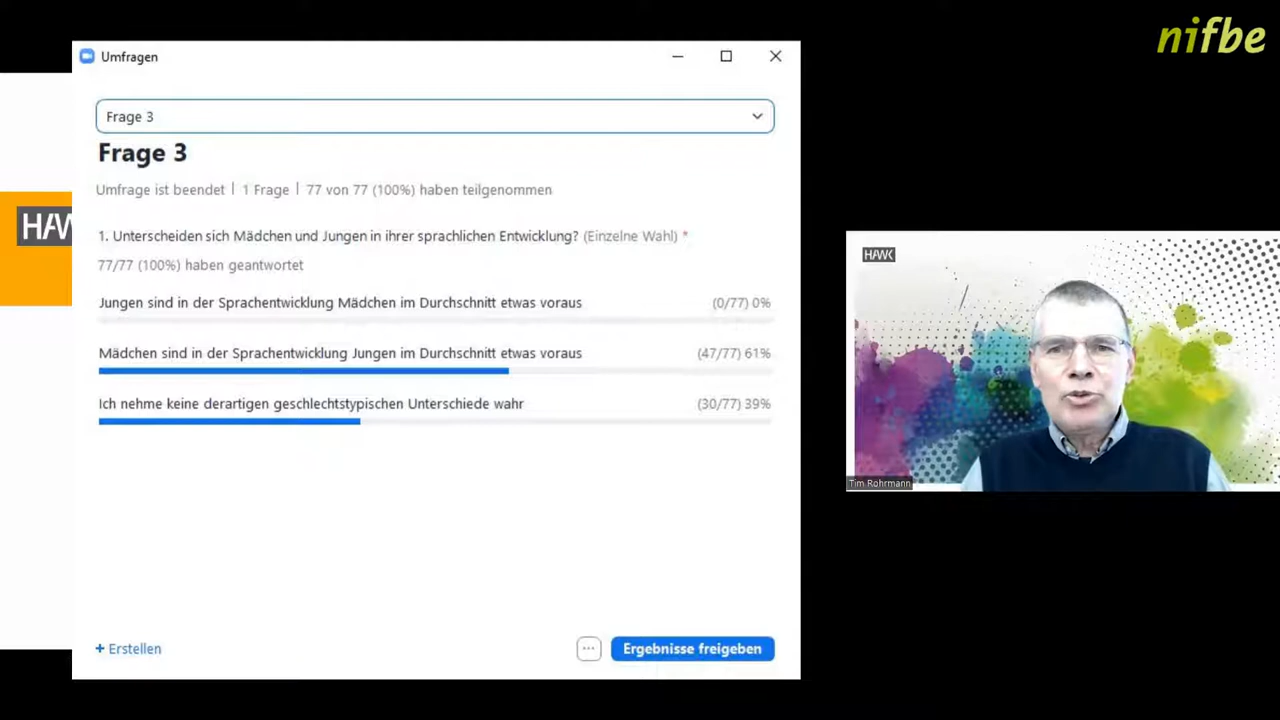 nifbe
Umfragen
Frage 3
Frage 3
Umfrage ist beendet | 1 Frage | 77 von 77 (100%) haben teilgenommen
1. Unterscheiden sich Mädchen und Jungen in ihrer sprachlichen Entwicklung? (Einzelne Wahl) *
77/77 (100%) haben geantwortet
Jungen sind in der Sprachentwicklung Mädchen im Durchschnitt etwas voraus (0/77) 0%
Mädchen sind in der Sprachentwicklung Jungen im Durchschnitt etwas voraus (47/77) 61%
Ich nehme keine derartigen geschlechtstypischen Unterschiede wahr (30/77) 39%
+ Erstellen
... Ergebnisse freigeben
HAW
HAWK
Tim Rohrmann